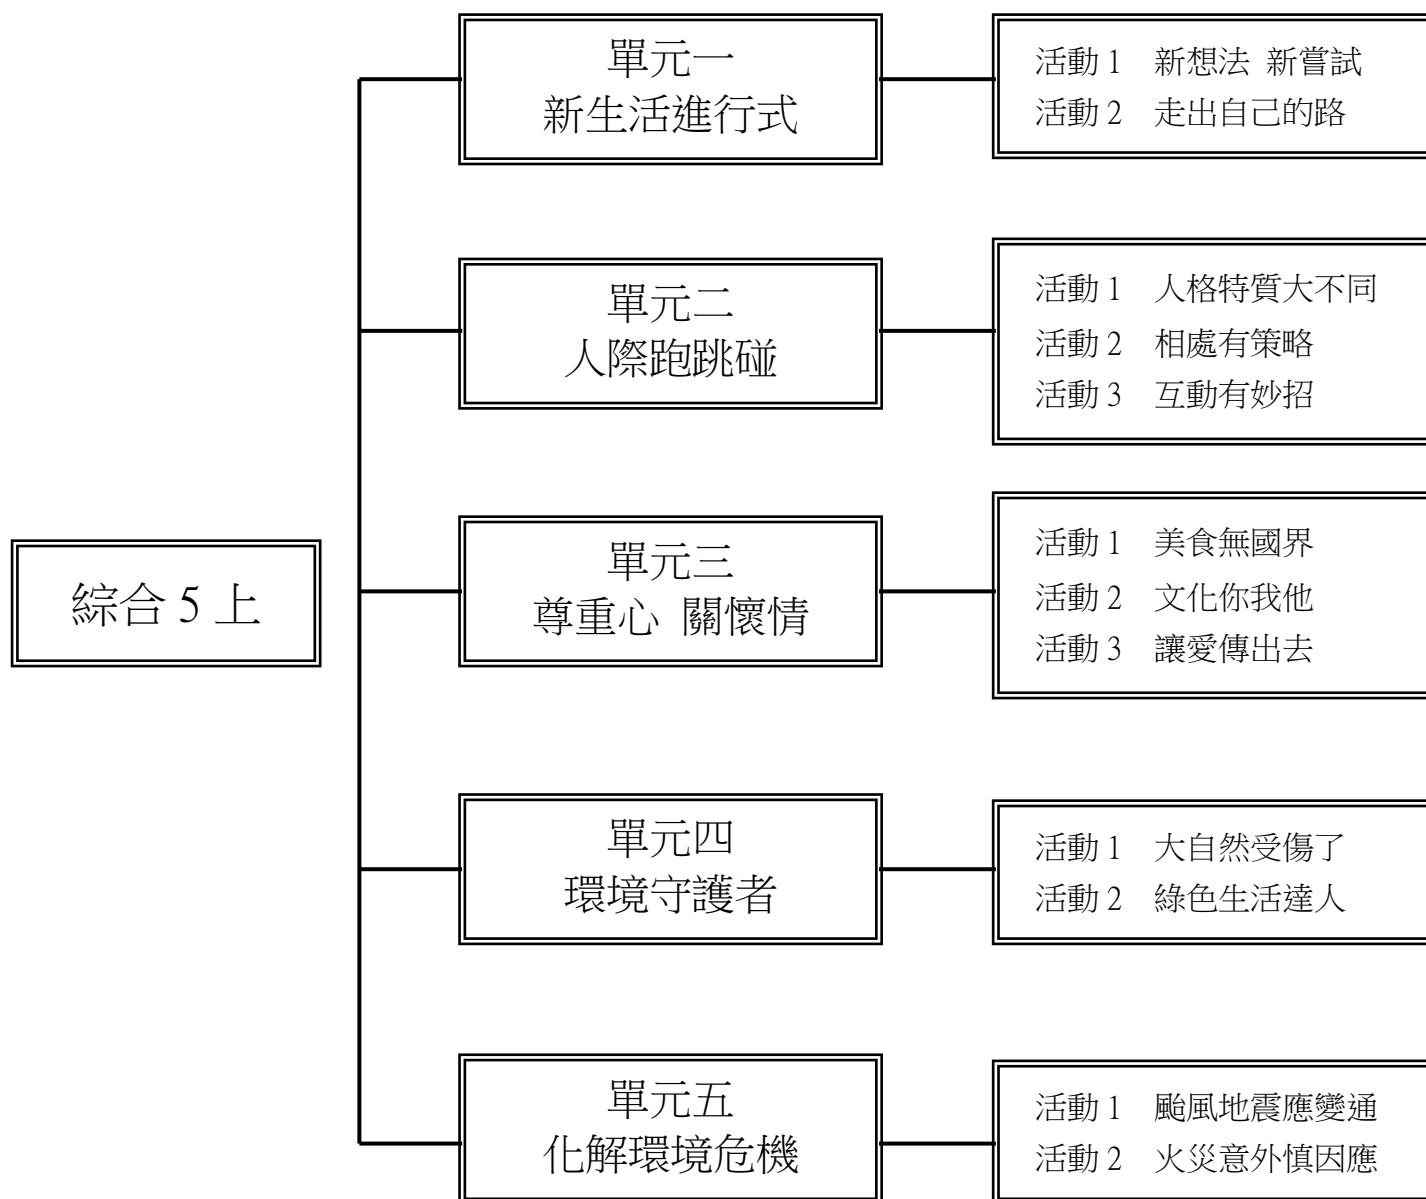 單元一
新生活進行式
活動 1 新想法 新嘗試
活動 2 走出自己的路
單元二
人際跑跳碰
活動 1 人格特質大不同
活動 2 相處有策略
活動 3 互動有妙招
綜合 5 上
單元三
尊重心 關懷情
活動 1 美食無國界
活動 2 文化你我他
活動 3 讓愛傳出去
單元四
環境守護者
活動 1 大自然受傷了
活動 2 綠色生活達人
單元五
化解環境危機
活動 1 颱風地震應變通
活動 2 火災意外慎因應